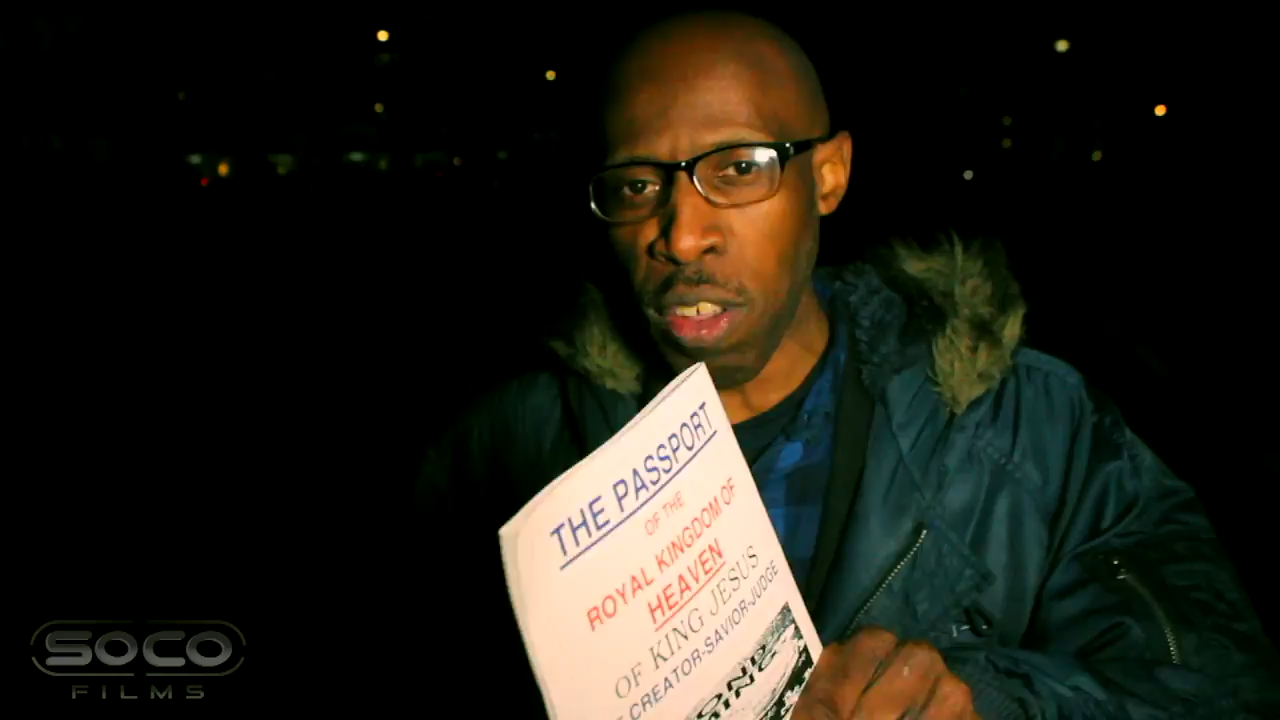 THE PASSPORT
OF THE
ROYAL KINGDOM OF
HEAVEN
OF KING JESUS
CREATOR-SAVIOR-JUDGE
SOCO
FILMS